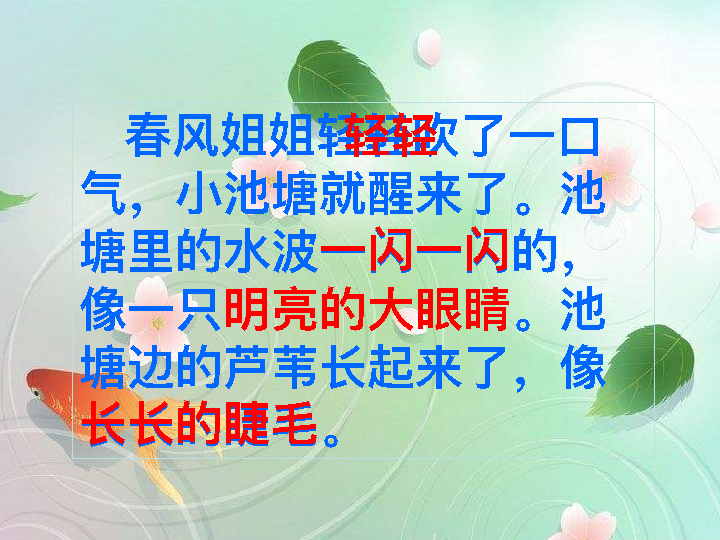 春风姐姐轻轻吹了一口
气，小池塘就醒来了。池
塘里的水波一闪一闪的，
像一只明亮的大眼睛。池
塘边的芦苇长起来了，像
长长的睫毛。